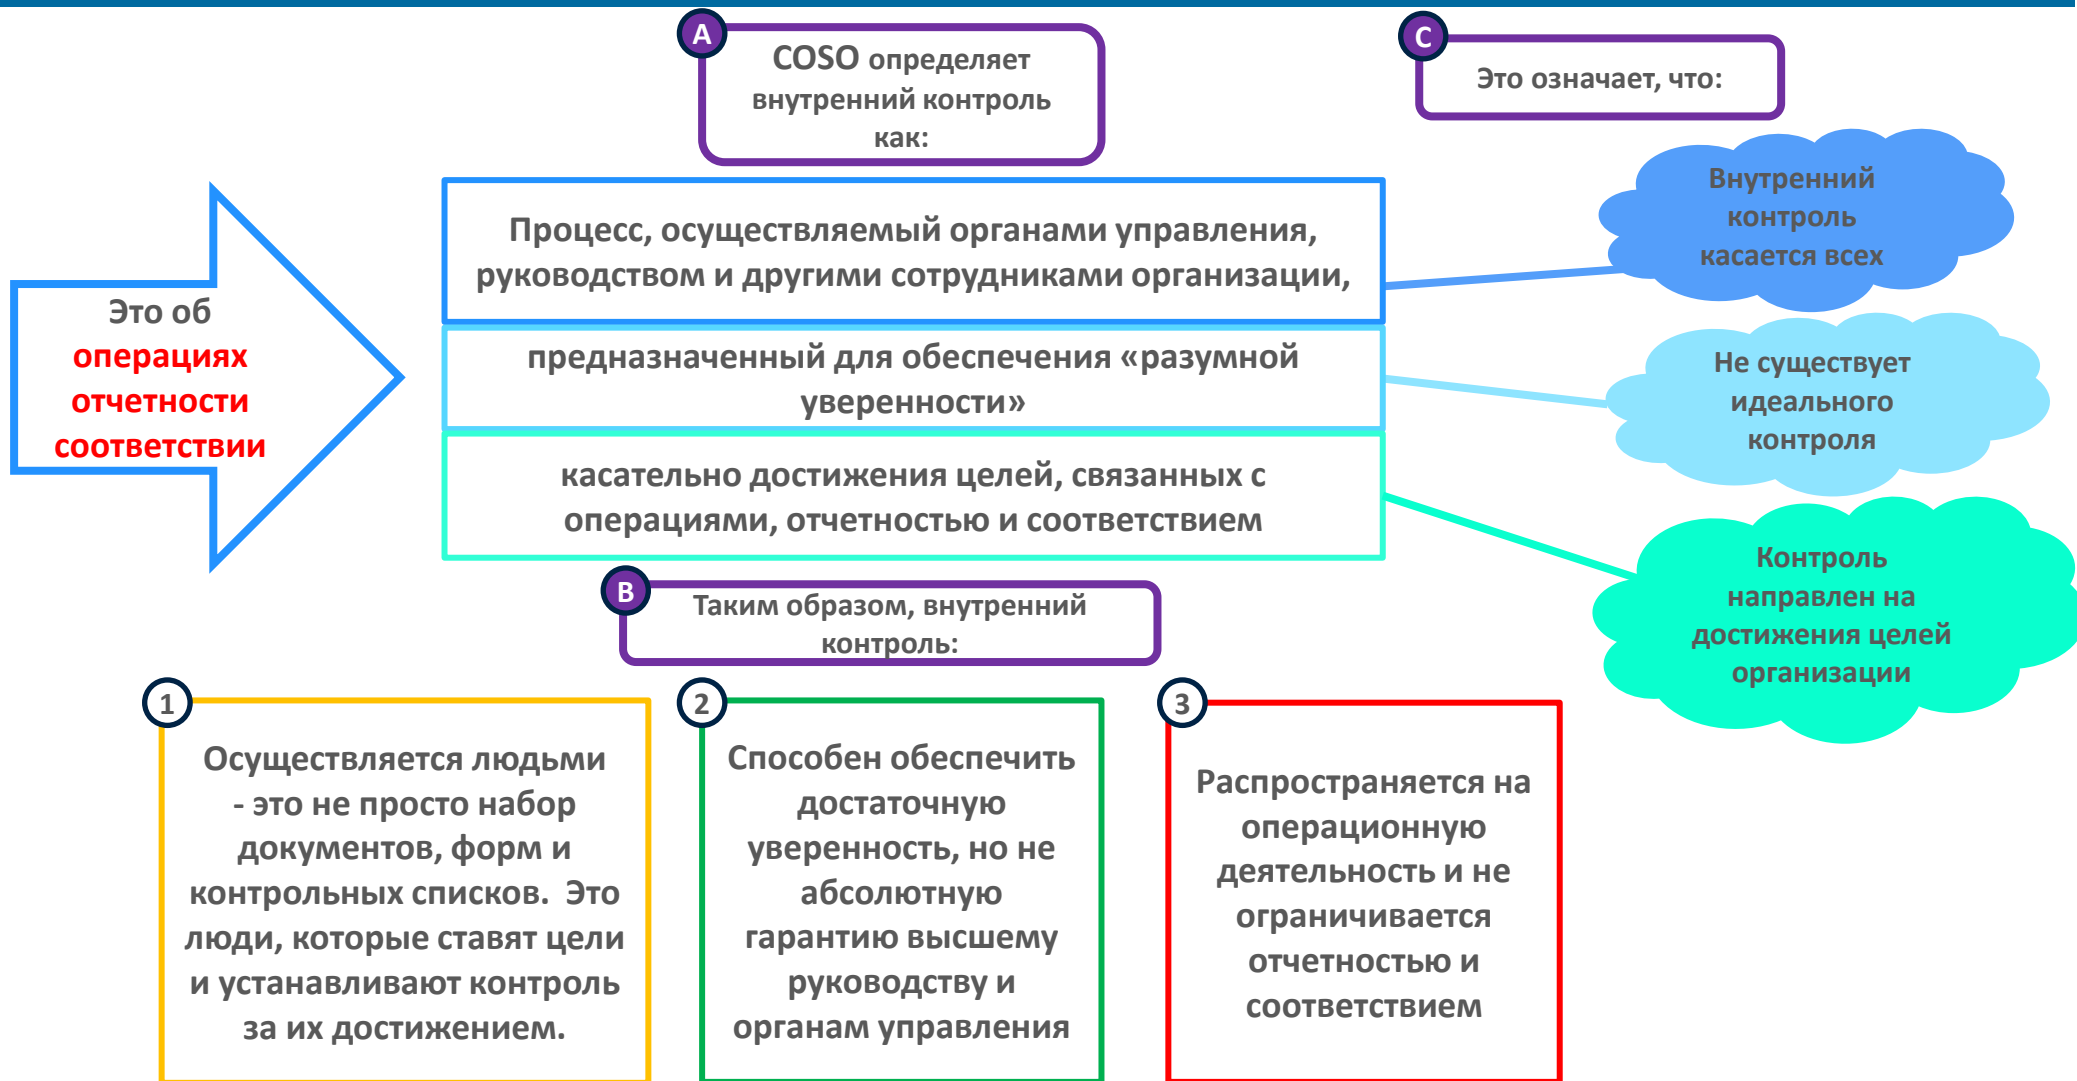 A
COSO определяет
внутренний контроль
как:
C
Это означает, что:
Это об
операциях
отчетности
соответствии
Процесс, осуществляемый органами управления,
руководством и другими сотрудниками организации,
предназначенный для обеспечения «разумной
уверенности»
касательно достижения целей, связанных с
операциями, отчетностью и соответствием
Внутренний
контроль
касается всех
Не существует
идеального
контроля
Контроль
направлен на
достижения целей
организации
B
Таким образом, внутренний
контроль:
1
Осуществляется людьми
- это не просто набор
документов, форм и
контрольных списков.  Это
люди, которые ставят цели
и устанавливают контроль
за их достижением.
2
Способен обеспечить
достаточную
уверенность, но не
абсолютную
гарантию высшему
руководству и
органам управления
3
Распространяется на
операционную
деятельность и не
ограничивается
отчетностью и
соответствием